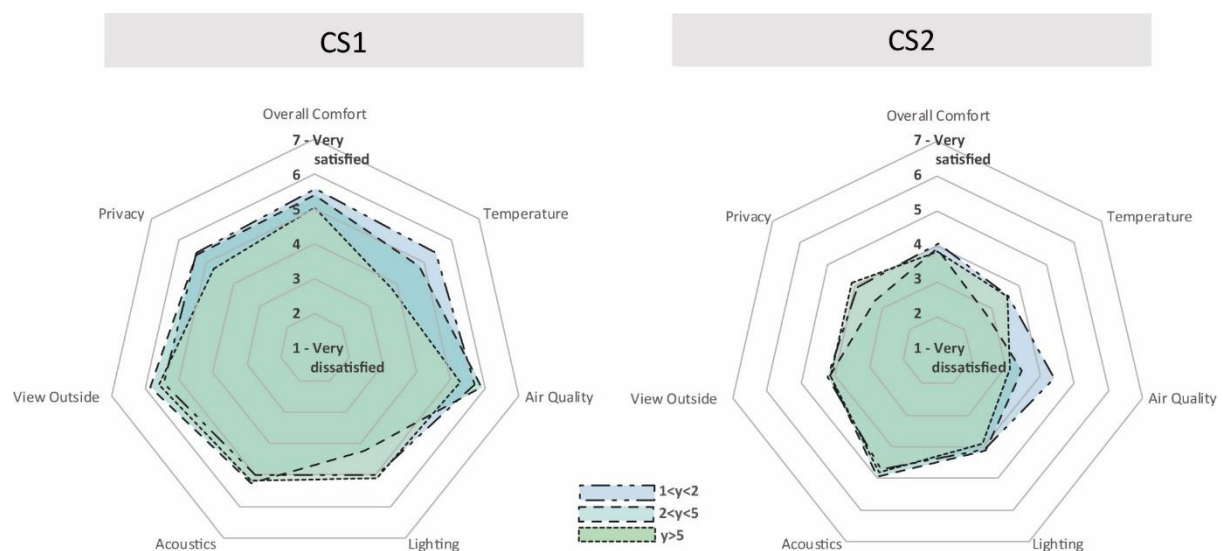 CS1
Overall Comfort
7 - Very
satisfied
6
5
4
3
2
1 - Very
dissatisfied
Temperature
Air Quality
Lighting
Acoustics
View Outside
Privacy
CS2
Overall Comfort
7 - Very
satisfied
6
5
4
3
2
1 - Very
dissatisfied
Temperature
Air Quality
Lighting
Acoustics
View Outside
Privacy
1<y<2
2<y<5
y>5